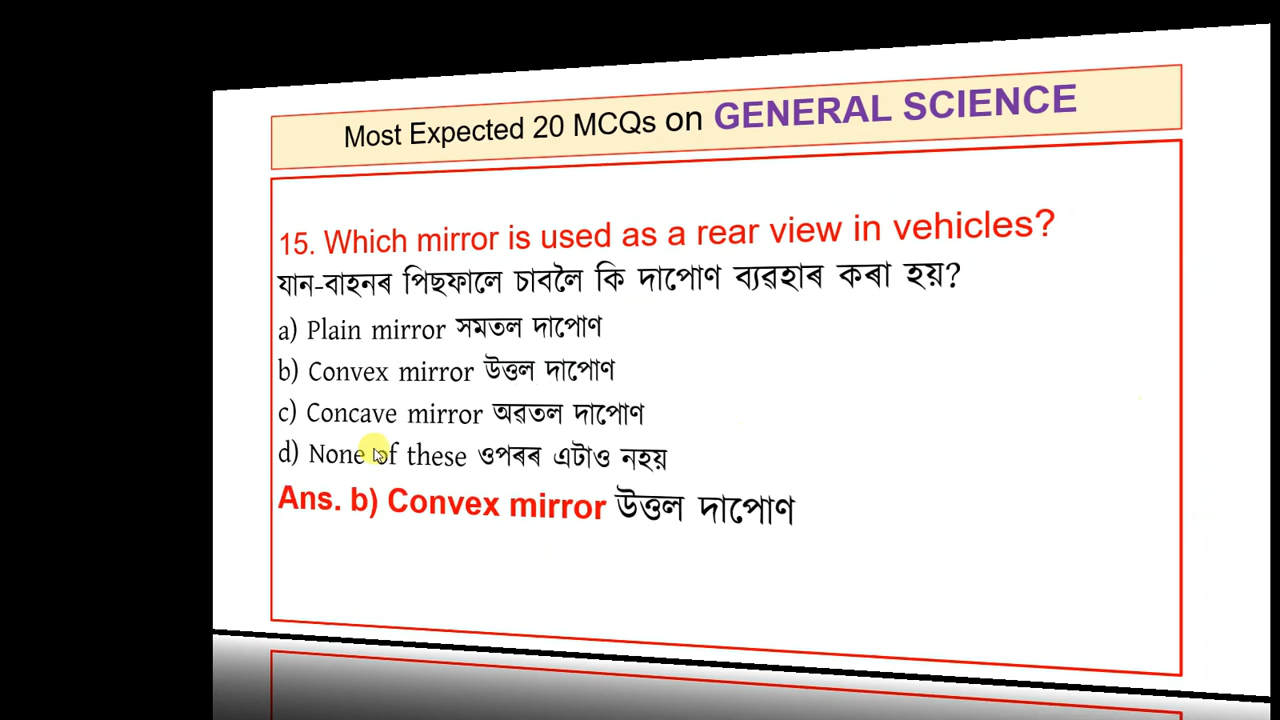 Most Expected 20 MCQs on GENERAL SCIENCE
15. Which mirror is used as a rear view in vehicles?
যান-বাহনৰ পিছফালে চাবলৈ কি দাপোণ ব্যৱহাৰ কৰা হয়?
a) Plain mirror সমতল দাপোণ
b) Convex mirror উত্তল দাপোণ
c) Concave mirror অৱতল দাপোণ
d) None of these ওপৰৰ এটাও নহয়
Ans. b) Convex mirror উত্তল দাপোণ